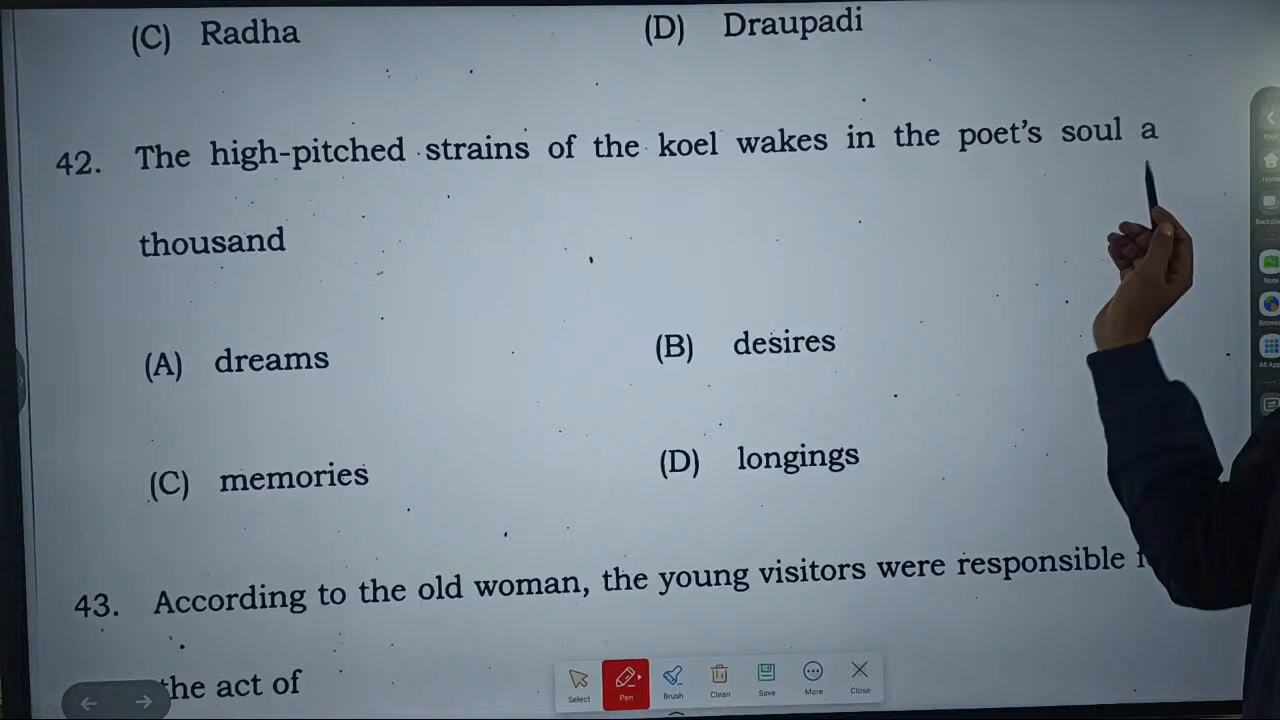 (C) Radha (D) Draupadi
42. The high-pitched strains of the koel wakes in the poet's soul a
thousand
(A) dreams (B) desires
(C) memories (D) longings
43. According to the old woman, the young visitors were responsible
the act of
Select Pen Brush Clean Save More Close